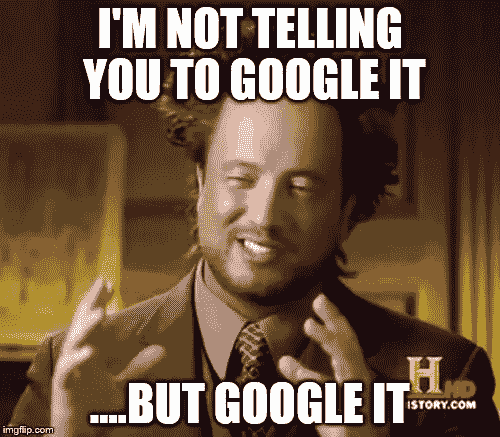 I'M NOT TELLING
YOU TO GOOGLE IT
H HD
ISTORY.COM
....BUT GOOGLE IT
imgflip.com